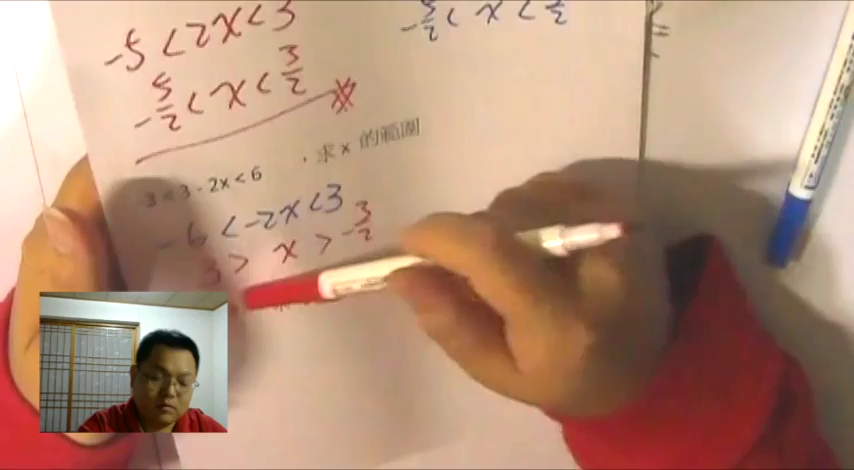 -5 < 2x < 3
-5/2 < x < 3/2
-5/2 < x < 3/2
-3 < 3 - 2x < 6 ,求 x 的範圍
-6 < -2x < 3
3 > x > -3/2